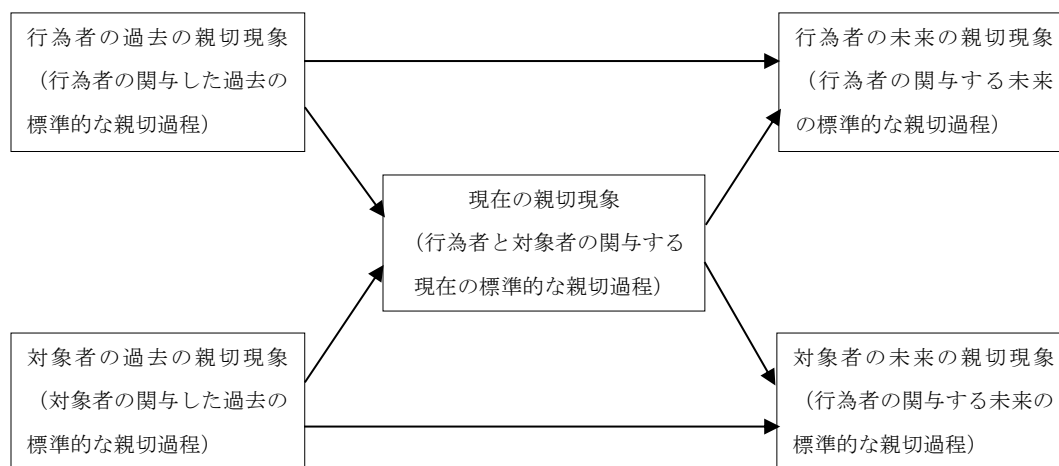 行為者の過去の親切現象
（行為者の関与した過去の
標準的な親切過程）
行為者の未来の親切現象
（行為者の関与する未来
の標準的な親切過程）
現在の親切現象
（行為者と対象者の関与する
現在の標準的な親切過程）
対象者の過去の親切現象
（対象者の関与した過去の
標準的な親切過程）
対象者の未来の親切現象
（行為者の関与する未来の
標準的な親切過程）